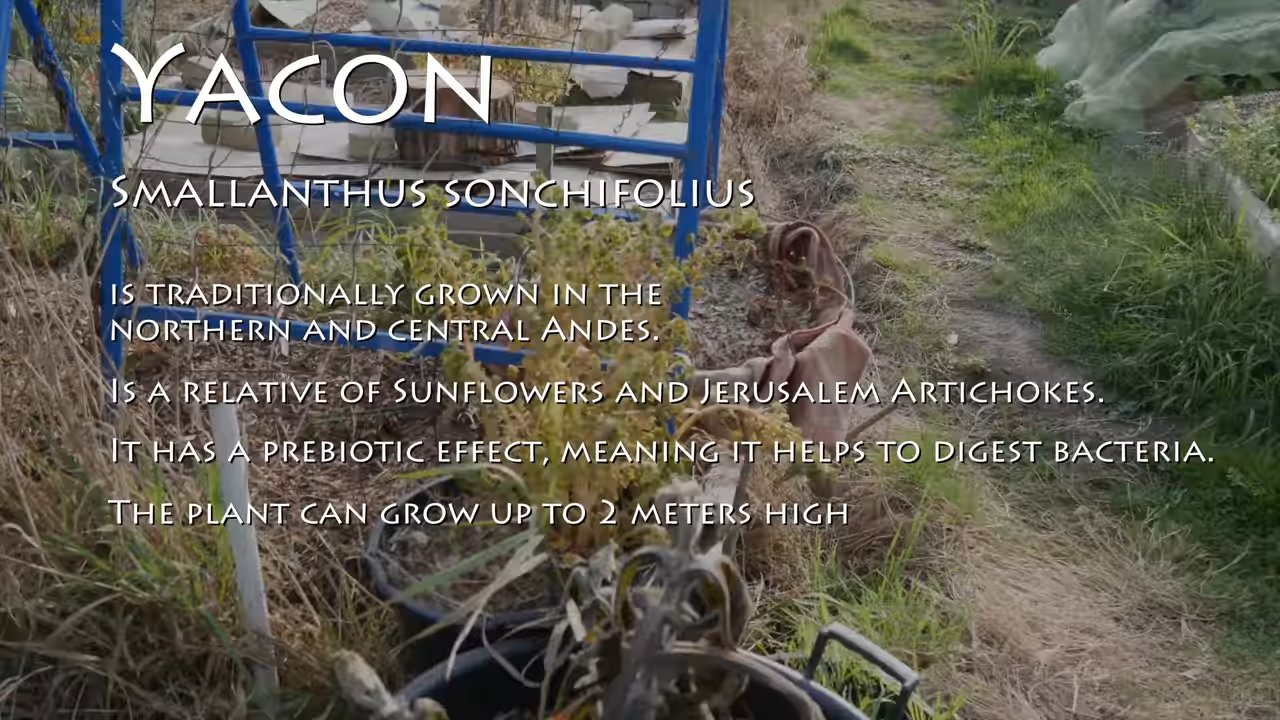 Yacon
Smallanthus sonchifolius
Is traditionally grown in the
northern and central Andes.
Is a relative of Sunflowers and Jerusalem Artichokes.
It has a prebiotic effect, meaning it helps to digest bacteria.
The plant can grow up to 2 meters high